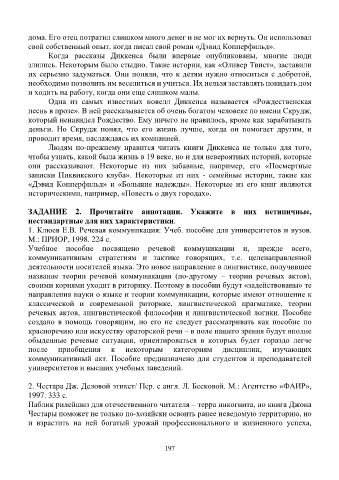 дома. Его отец потратил слишком много денег и не мог их вернуть. Он использовал
свой собственный опыт, когда писал свой роман «Дэвид Копперфильд».
Когда рассказы Диккенса были впервые опубликованы, многие люди
злились. Некоторым было стыдно. Такие истории, как «Оливер Твист», заставили
их серьезно задуматься. Они поняли, что к детям нужно относиться с добротой,
необходимо позволить им веселиться и учиться. Их нельзя заставлять покидать дом
и ходить на работу, когда они еще слишком малы.
Одна из самых известных новелл Диккенса называется «Рождественская
песнь в прозе». В ней рассказывается об очень богатом человеке по имени Скрудж,
который ненавидел Рождество. Ему ничего не нравилось, кроме как зарабатывать
деньги. Но Скрудж понял, что его жизнь лучше, когда он помогает другим, и
проводит время, наслаждаясь их компанией.
Людям по-прежнему нравится читать книги Диккенса не только для того,
чтобы узнать, какой была жизнь в 19 веке, но и для невероятных историй, которые
они рассказывают. Некоторые из них забавные, например, его «Посмертные
записки Пиквикского клуба». Некоторые из них - семейные истории, такие как
«Дэвид Копперфильд» и «Большие надежды». Некоторые из его книг являются
историческими, например, «Повесть о двух городах».
ЗАДАНИЕ 2. Прочитайте аннотации. Укажите в них нетипичные,
нестандартные для них характеристики.
1. Клюев Е.В. Речевая коммуникация: Учеб. пособие для университетов и вузов.
М.: ПРИОР, 1998. 224 с.
Учебное пособие посвящено речевой коммуникации и, прежде всего,
коммуникативным стратегиям и тактике говорящих, т.е. целенаправленной
деятельности носителей языка. Это новое направление в лингвистике, получившее
название теории речевой коммуникации (по-другому – теории речевых актов),
своими корнями уходит в риторику. Поэтому в пособии будут «задействованы» те
направления науки о языке и теории коммуникации, которые имеют отношение к
классической и современной риторике, лингвистической прагматике, теории
речевых актов, лингвистической философии и лингвистической логики. Пособие
создано в помощь говорящим, но его не следует рассматривать как пособие по
красноречию или искусству ораторской речи – в поле нашего зрения будут вполне
обыденные речевые ситуации, ориентироваться в которых будет гораздо легче
после приобщения к некоторым категориям дисциплин, изучающих
коммуникативный акт. Пособие предназначено для студентов и преподавателей
университетов и высших учебных заведений.
2. Честара Дж. Деловой этикет/ Пер. с англ. Л. Босковой. М.: Агентство «ФАИР»,
1997. 333 с.
Паблик рилейшнз для отечественного читателя – терра инкогнита, но книга Джона
Честары поможет не только по-хозяйски освоить ранее неведомую территорию, но
и взрастить на ней богатый урожай профессионального и жизненного успеха,
197